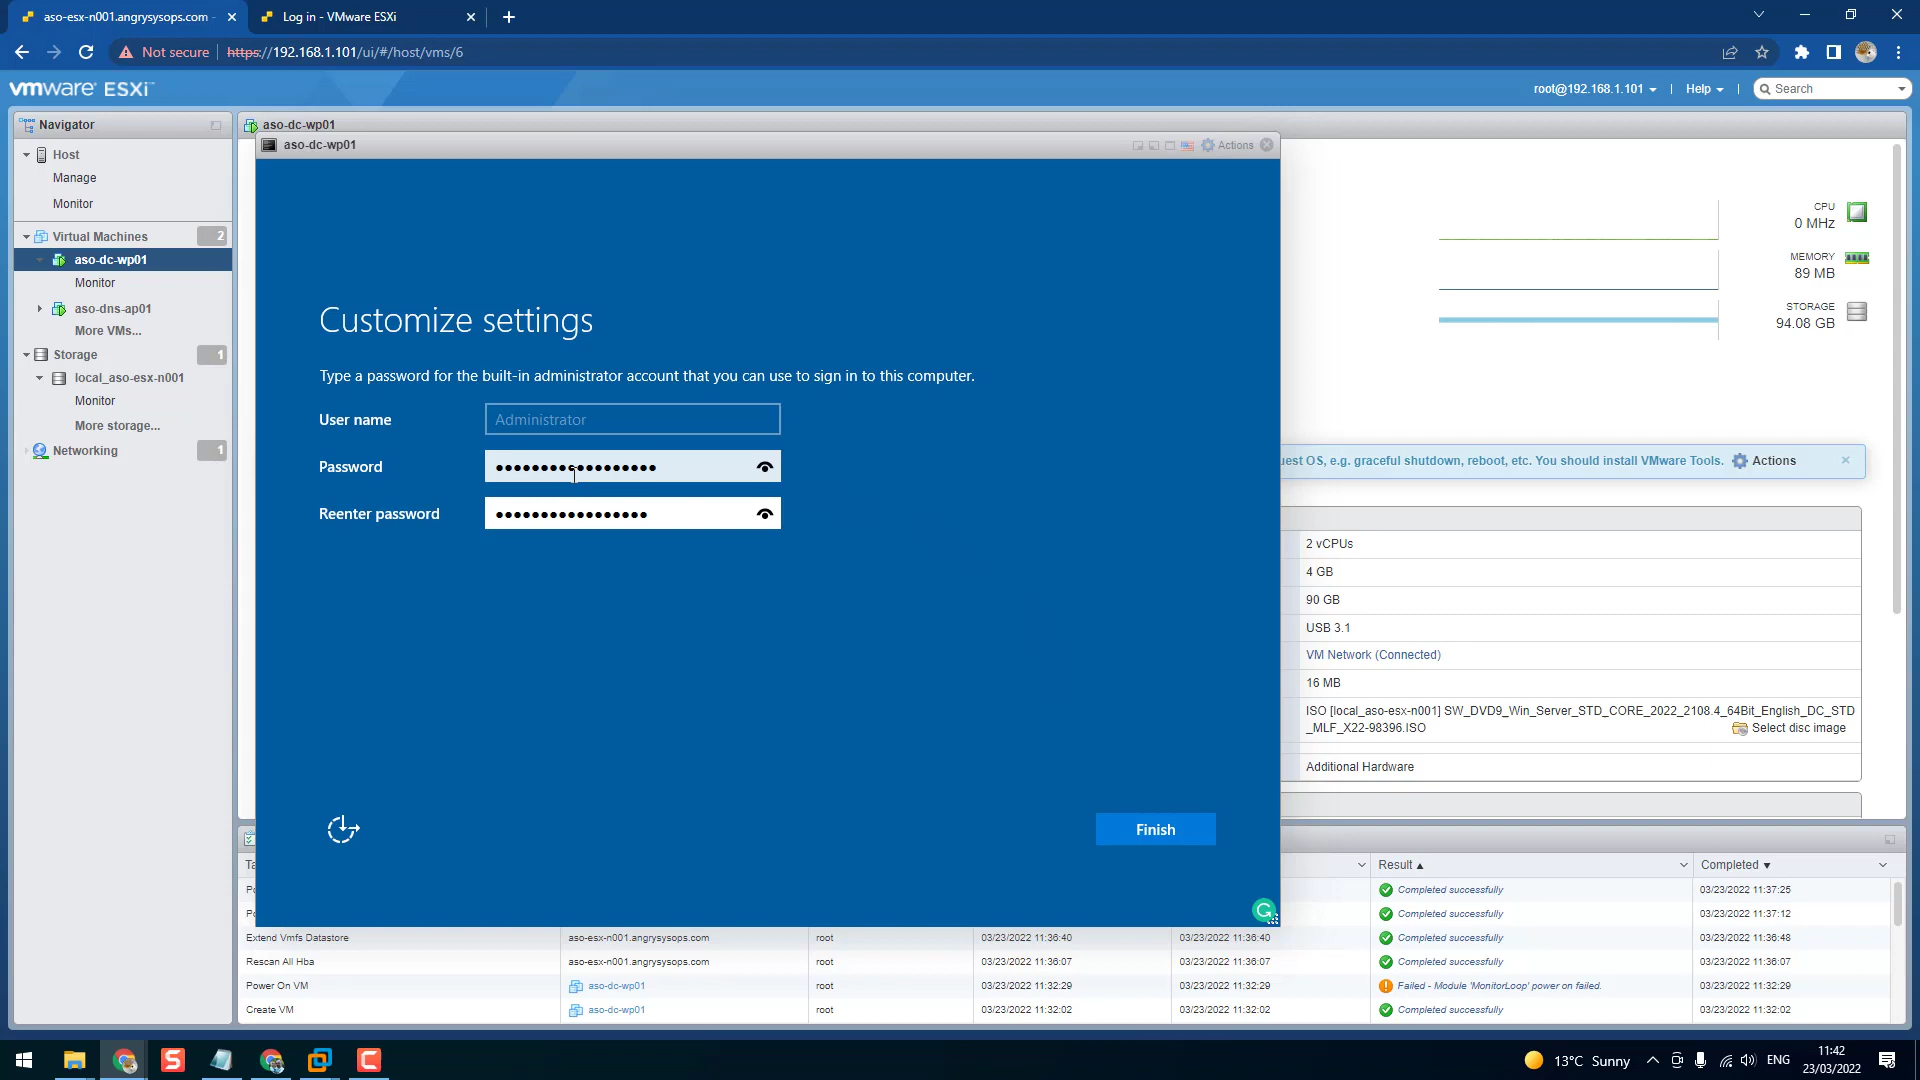 aso-esx-n001.angrysysops.com -
Log in - VMware ESXi
Not secure
https://192.168.1.101/ui/#/host/vms/6
vmware ESXi™
root@192.168.1.101
Help
Search
Navigator
aso-dc-wp01
Host
Manage
Monitor
Virtual Machines 2
aso-dc-wp01
Monitor
aso-dns-ap01
More VMs...
Storage 1
local_aso-esx-n001
Monitor
More storage...
Networking 1
aso-dc-wp01
Actions
Customize settings
Type a password for the built-in administrator account that you can use to sign in to this computer.
User name
Administrator
Password
••••••••••••••••••
Reenter password
•••••••••••••••••
Finish
CPU
0 MHz
MEMORY
89 MB
STORAGE
94.08 GB
OS, e.g. graceful shutdown, reboot, etc. You should install VMware Tools. Actions
2 vCPUs
4 GB
90 GB
USB 3.1
VM Network (Connected)
16 MB
ISO [local_aso-esx-n001] SW_DVD9_Win_Server_STD_CORE_2022_2108.4_64Bit_English_DC_STD
_MLF_X22-98396.ISO
Select disc image
Additional Hardware
Result Completed
Completed successfully 03/23/2022 11:37:25
Completed successfully 03/23/2022 11:37:12
Extend Vmfs Datastore aso-esx-n001.angrysysops.com root 03/23/2022 11:36:40 03/23/2022 11:36:40 Completed successfully 03/23/2022 11:36:48
Rescan All Hba aso-esx-n001.angrysysops.com root 03/23/2022 11:36:07 03/23/2022 11:36:07 Completed successfully 03/23/2022 11:36:07
Power On VM aso-dc-wp01 root 03/23/2022 11:32:29 03/23/2022 11:32:29 Failed - Module 'MonitorLoop' power on failed. 03/23/2022 11:32:29
Create VM aso-dc-wp01 root 03/23/2022 11:32:02 03/23/2022 11:32:02 Completed successfully 03/23/2022 11:32:02
13°C Sunny
ENG
11:42
23/03/2022